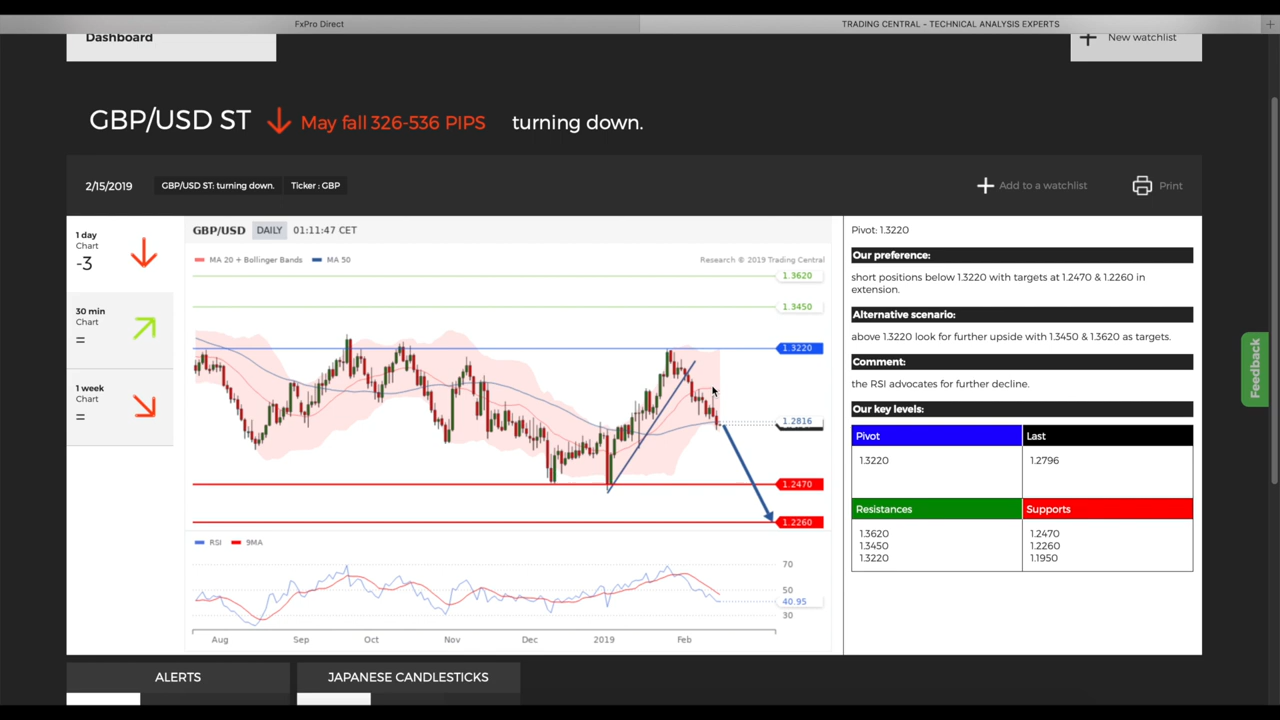 FxPro Direct
TRADING CENTRAL - TECHNICAL ANALYSIS EXPERTS
Dashboard
New watchlist
GBP/USD ST May fall 326-536 PIPS turning down.
2/15/2019 GBP/USD ST: turning down. Ticker : GBP
Add to a watchlist
Print
1 day
Chart
-3
30 min
Chart
=
1 week
Chart
=
GBP/USD DAILY 01:11:47 CET
MA 20 + Bollinger Bands MA 50
Research © 2019 Trading Central
1.3620
1.3450
1.3220
1.2816
1.2470
1.2260
RSI 9MA
70
50
40.95
30
Aug Sep Oct Nov Dec 2019 Feb
Pivot: 1.3220
Our preference:
short positions below 1.3220 with targets at 1.2470 & 1.2260 in
extension.
Alternative scenario:
above 1.3220 look for further upside with 1.3450 & 1.3620 as targets.
Comment:
the RSI advocates for further decline.
Our key levels:
Pivot Last
1.3220 1.2796
Resistances Supports
1.3620 1.2470
1.3450 1.2260
1.3220 1.1950
Feedback
ALERTS
JAPANESE CANDLESTICKS